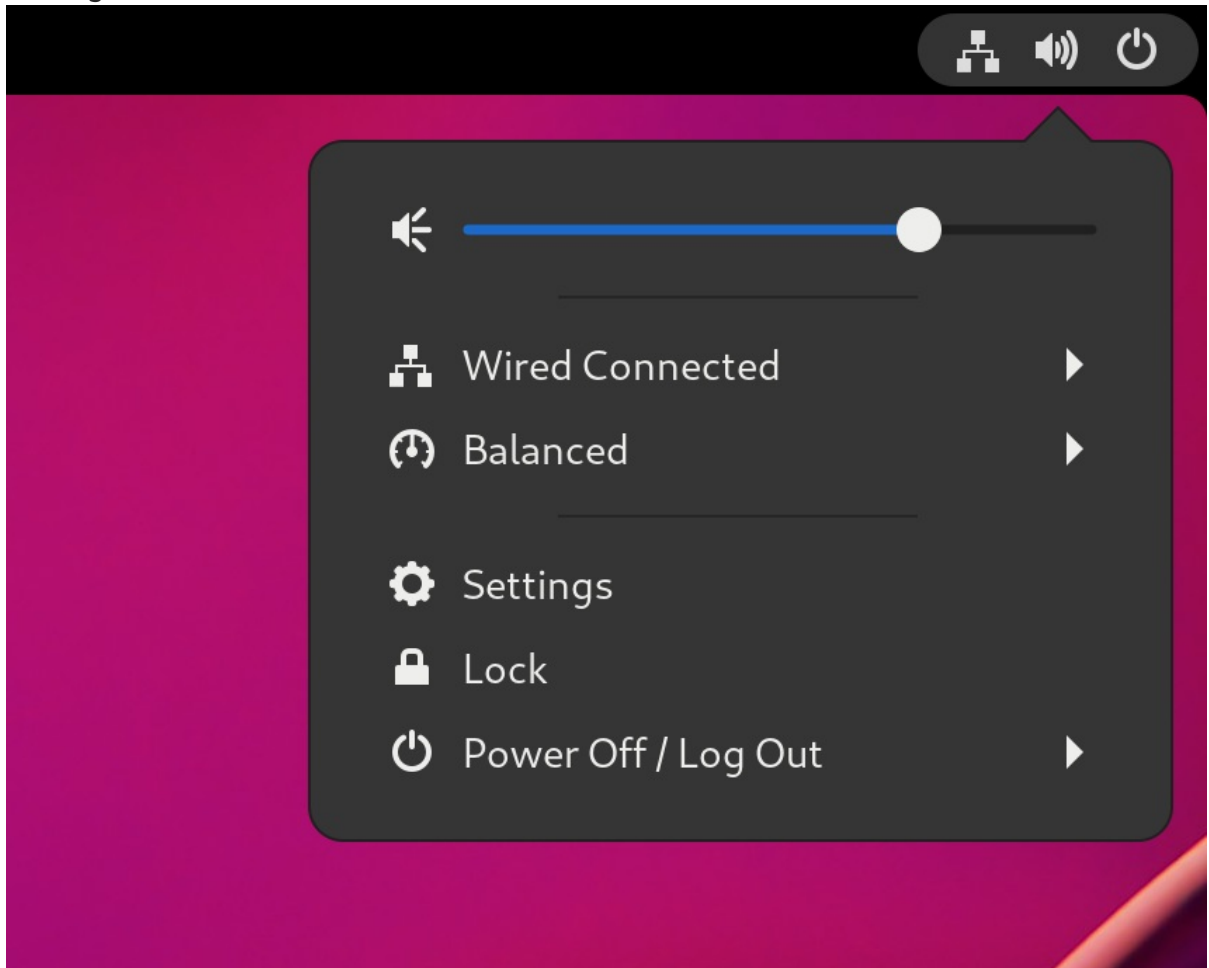 Wired Connected
Balanced
Settings
Lock
Power Off / Log Out